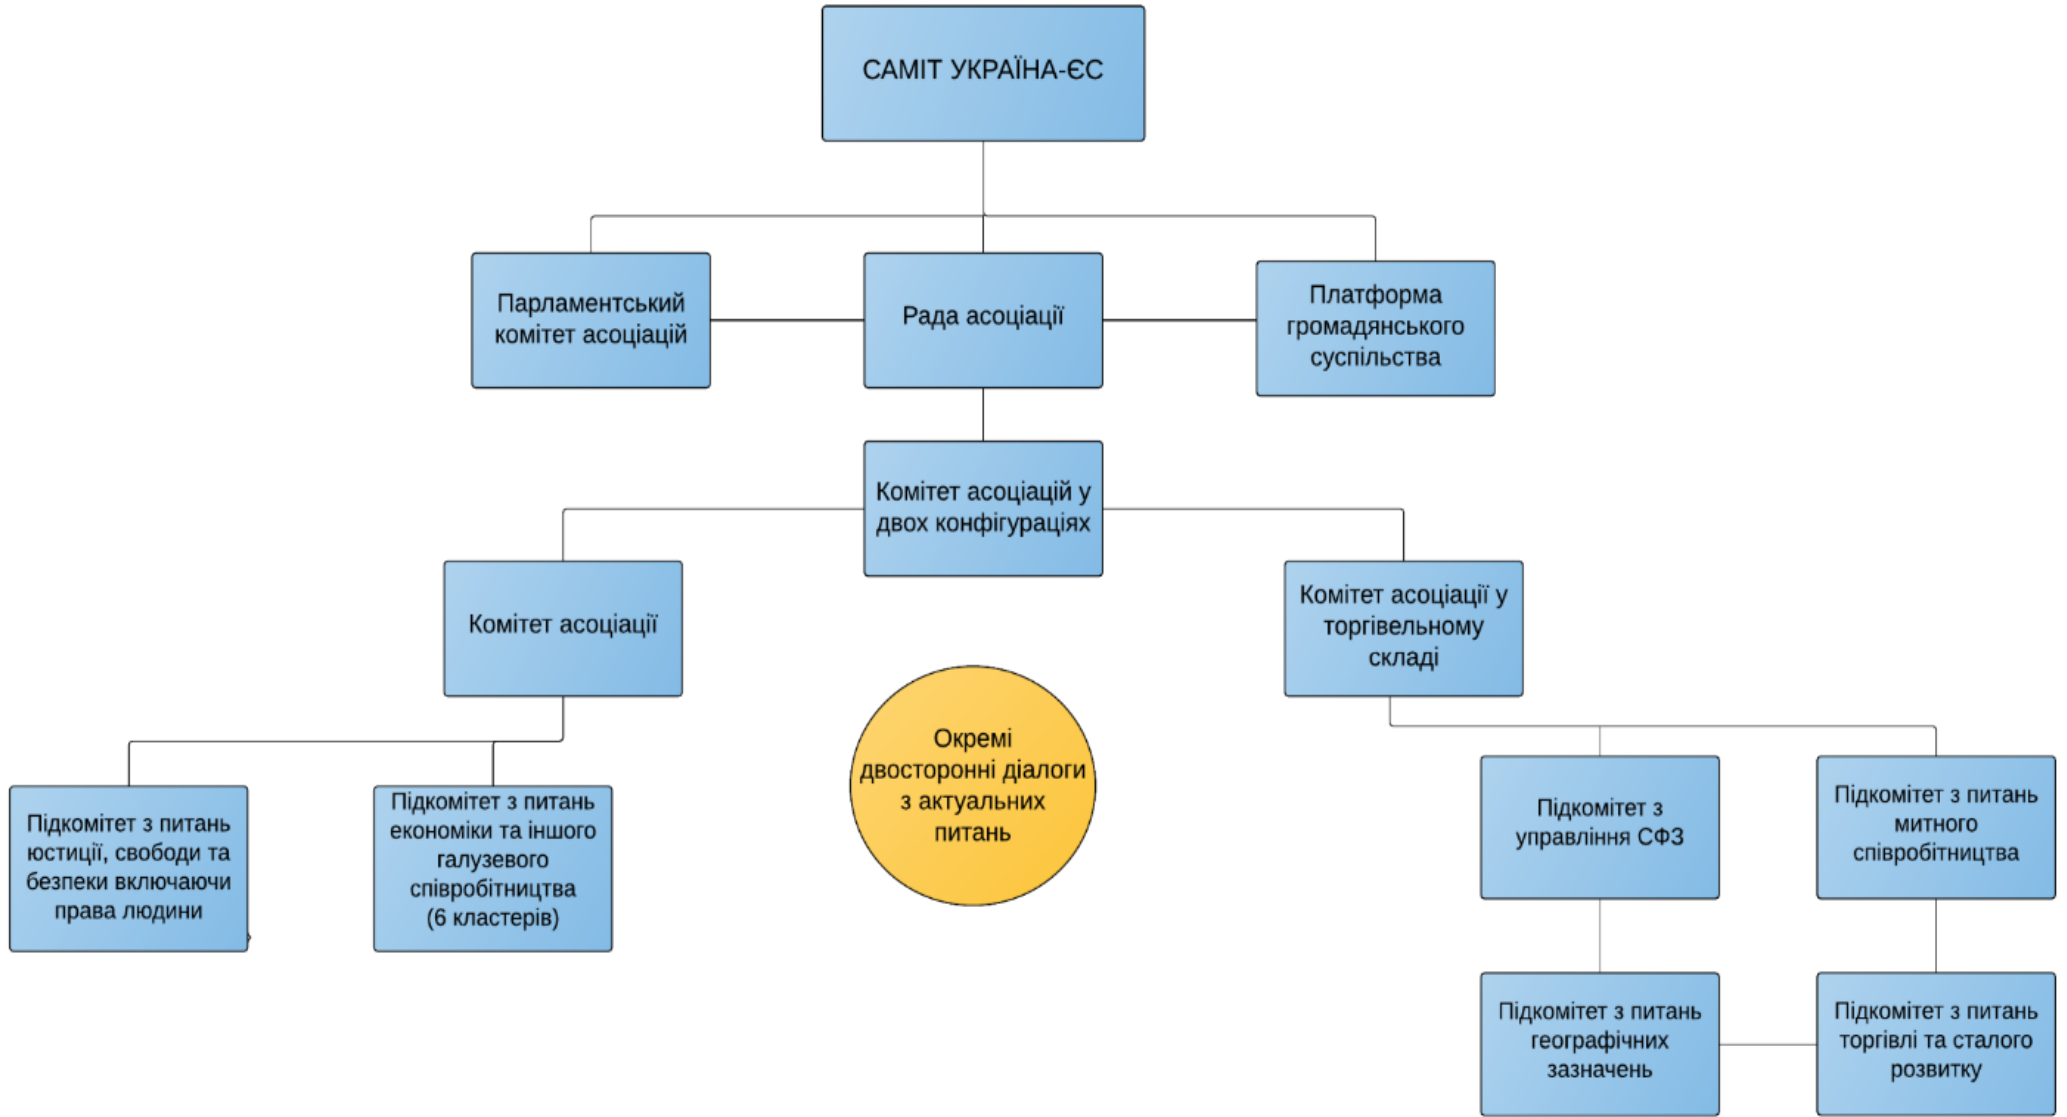 САМІТ УКРАЇНА-ЄС
Парламентський
комітет асоціацій
Рада асоціації
Платформа
громадянського
суспільства
Комітет асоціацій у
двох конфігураціях
Комітет асоціації
Комітет асоціації у
торгівельному
складі
Окремі
двосторонні діалоги
з актуальних
питань
Підкомітет з питань
юстиції, свободи та
безпеки включаючи
права людини
Підкомітет з питань
економіки та іншого
галузевого
співробітництва
(6 кластерів)
Підкомітет з
управління СФЗ
Підкомітет з питань
митного
співробітництва
Підкомітет з питань
географічних
зазначень
Підкомітет з питань
торгівлі та сталого
розвитку